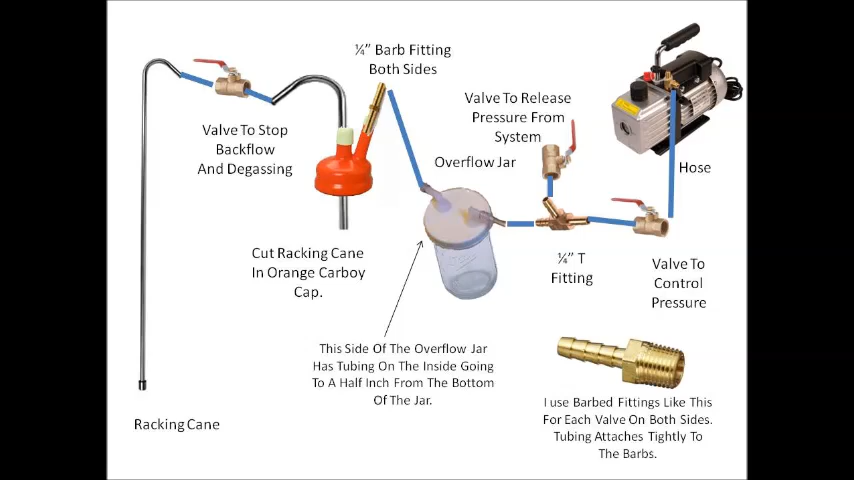 ¼” Barb Fitting
Both Sides
Valve To Release
Pressure From
System
Valve To Stop
Backflow
And Degassing
Overflow Jar
Hose
Cut Racking Cane
In Orange Carboy
Cap.
¼” T
Fitting
Valve To
Control
Pressure
This Side Of The Overflow Jar
Has Tubing On The Inside Going
To A Half Inch From The Bottom
Of The Jar.
Racking Cane
I use Barbed Fittings Like This
For Each Valve On Both Sides.
Tubing Attaches Tightly To
The Barbs.